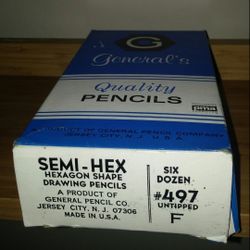 G
General's
Quality
PENCILS
A PRODUCT OF GENERAL PENCIL COMPANY
JERSEY CITY, N. J., U. S. A.
SEMI-HEX
HEXAGON SHAPE
DRAWING PENCILS
A PRODUCT OF
GENERAL PENCIL CO.
JERSEY CITY, N. J. 07306
MADE IN U.S.A.
SIX
DOZEN
#497
UNTIPPED
F